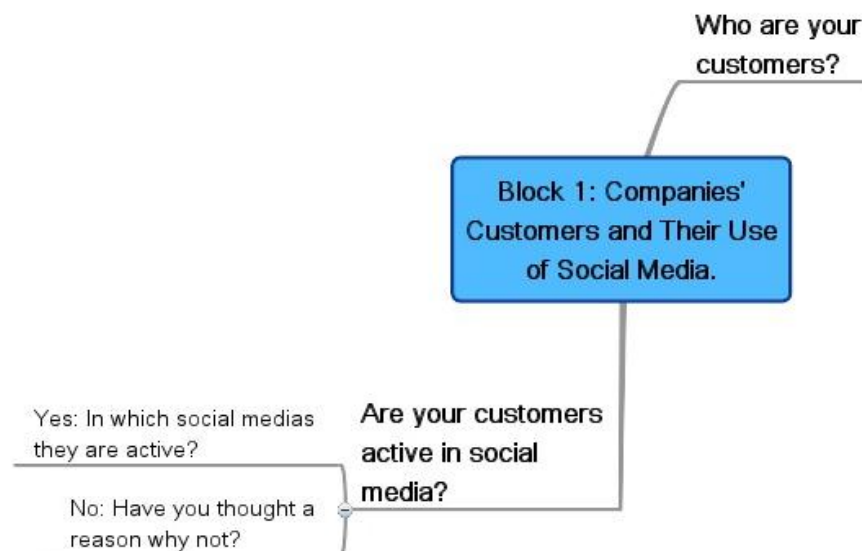 Who are your
customers?
Block 1: Companies'
Customers and Their Use
of Social Media.
Are your customers
active in social
media?
Yes: In which social medias
they are active?
No: Have you thought a
reason why not?